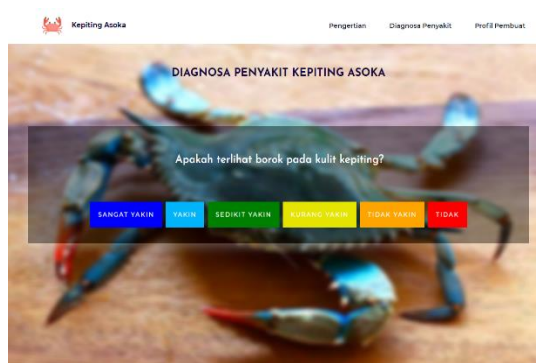 Kepiting Asoka
Pengertian Diagnosa Penyakit Profil Pembuat
DIAGNOSA PENYAKIT KEPITING ASOKA
Apakah terlihat borok pada kulit kepiting?
SANGAT YAKIN YAKIN SEDIKIT YAKIN KURANG YAKIN TIDAK YAKIN TIDAK